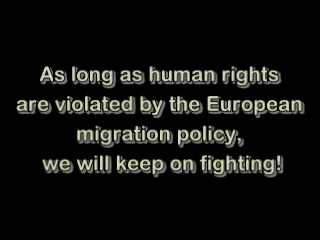 As long as human rights
are violated by the European
migration policy,
we will keep on fighting!